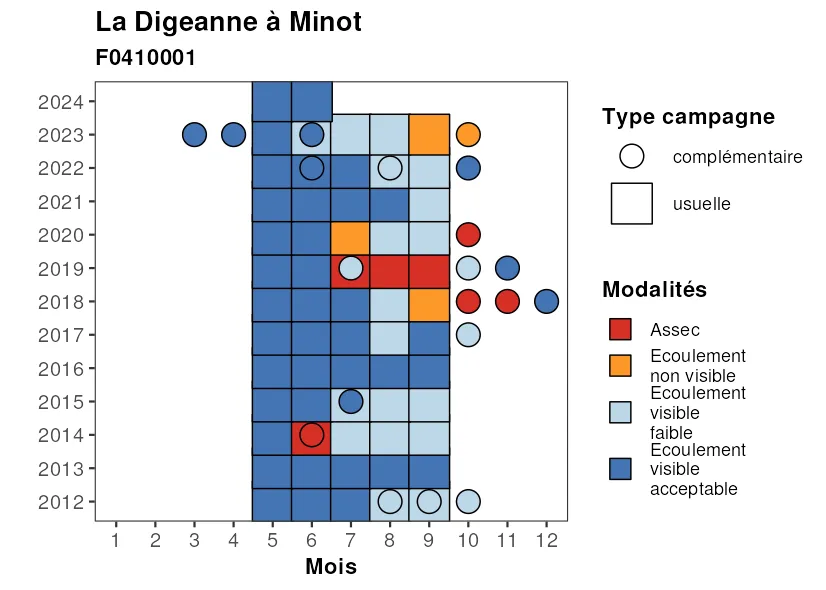 La Digeanne à Minot
F0410001
2024
2023
2022
2021
2020
2019
2018
2017
2016
2015
2014
2013
2012
1 2 3 4 5 6 7 8 9 10 11 12
Mois
Type campagne
complémentaire
usuelle
Modalités
Assec
Ecoulement
non visible
Ecoulement
visible
faible
Ecoulement
visible
acceptable